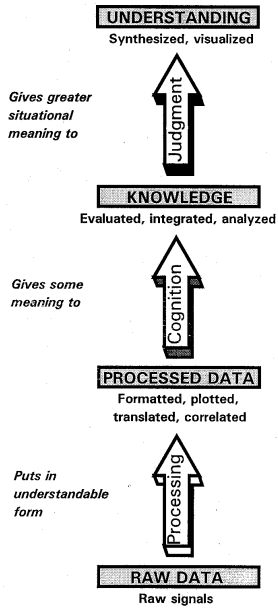 UNDERSTANDING
Synthesized, visualized
Gives greater
situational
meaning to
Judgment
KNOWLEDGE
Evaluated, integrated, analyzed
Gives some
meaning to
Cognition
PROCESSED DATA
Formatted, plotted,
translated, correlated
Puts in
understandable
form
Processing
RAW DATA
Raw signals